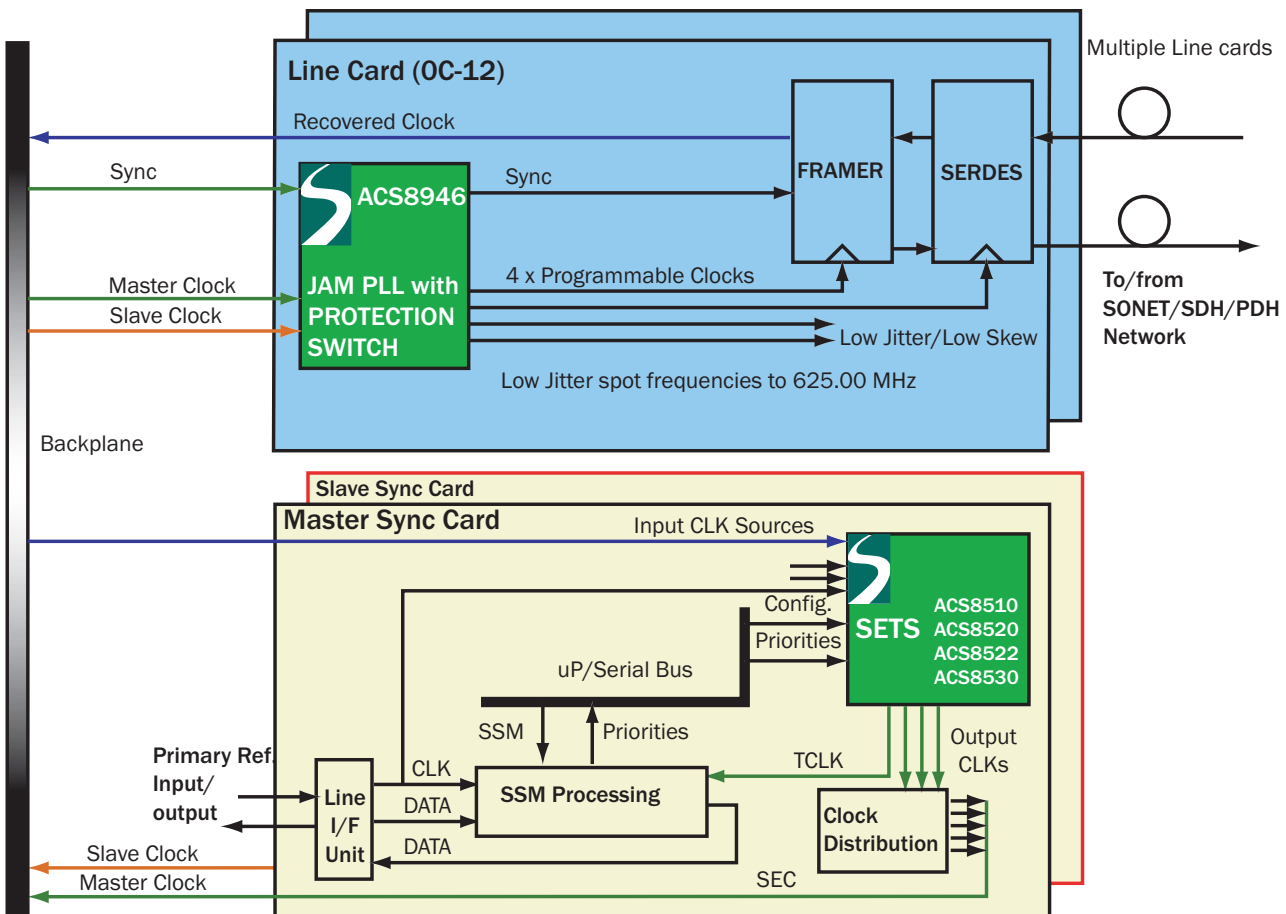 Multiple Line cards
Line Card (OC-12)
Recovered Clock
Sync
ACS8946
Sync
FRAMER
SERDES
Master Clock
Slave Clock
JAM PLL with
PROTECTION
SWITCH
4 x Programmable Clocks
Low Jitter/Low Skew
Low Jitter spot frequencies to 625.00 MHz
To/from
SONET/SDH/PDH
Network
Backplane
Slave Sync Card
Master Sync Card
Input CLK Sources
Config.
Priorities
SETS
ACS8510
ACS8520
ACS8522
ACS8530
uP/Serial Bus
SSM
Priorities
TCLK
Output
CLKs
Primary Ref.
Input/
output
Line
I/F
Unit
CLK
DATA
DATA
SSM Processing
Clock
Distribution
Slave Clock
Master Clock
SEC